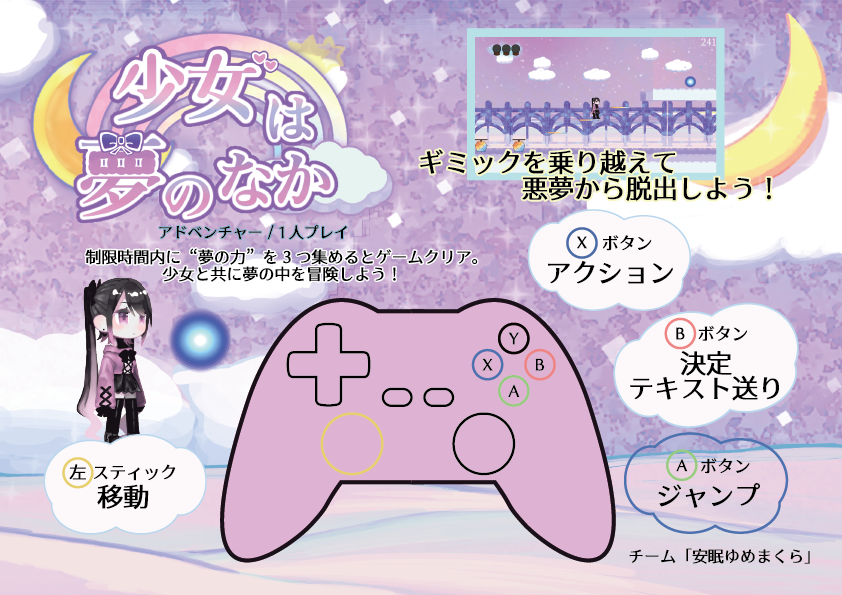 少女は
夢のなか
アドベンチャー / 1人プレイ
制限時間内に“夢の力”を3つ集めるとゲームクリア。
少女と共に夢の中を冒険しよう！
241
ギミックを乗り越えて
悪夢から脱出しよう！
X ボタン
アクション
B ボタン
決定
テキスト送り
A ボタン
ジャンプ
左 スティック
移動
Y
X
B
A
チーム「安眠ゆめまくら」